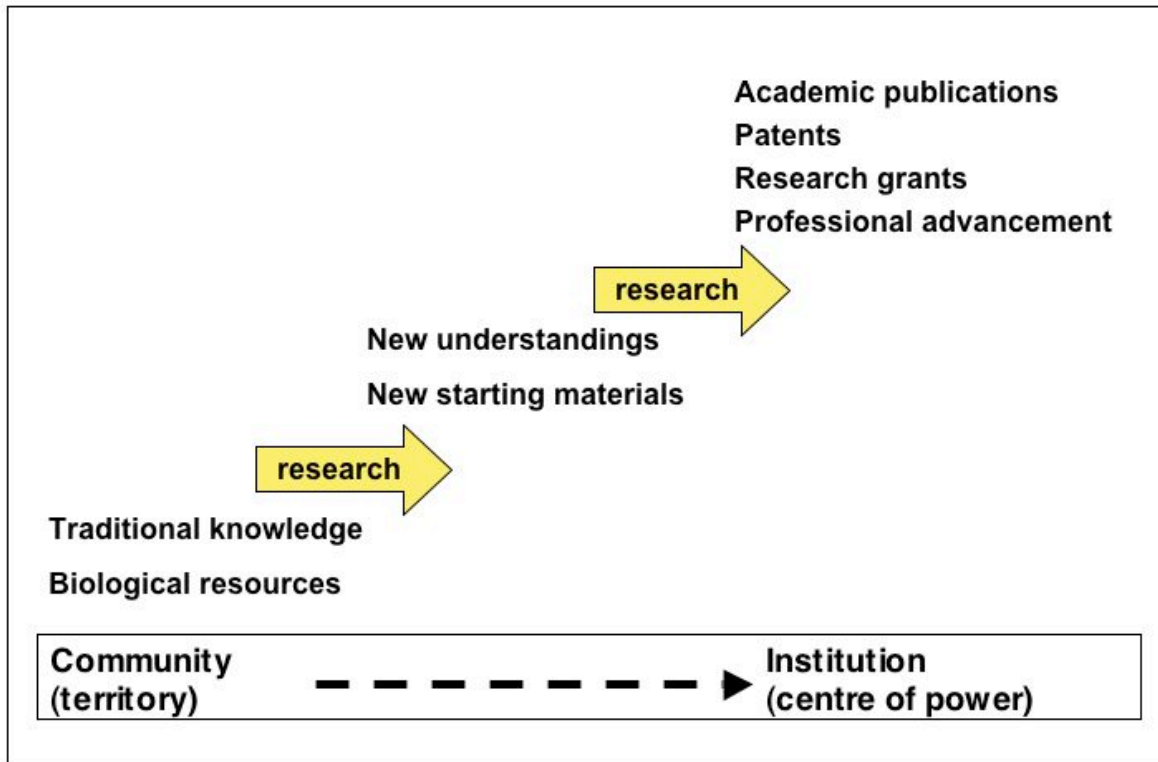 Academic publications
Patents
Research grants
Professional advancement
research
New understandings
New starting materials
research
Traditional knowledge
Biological resources
Community
(territory)
Institution
(centre of power)